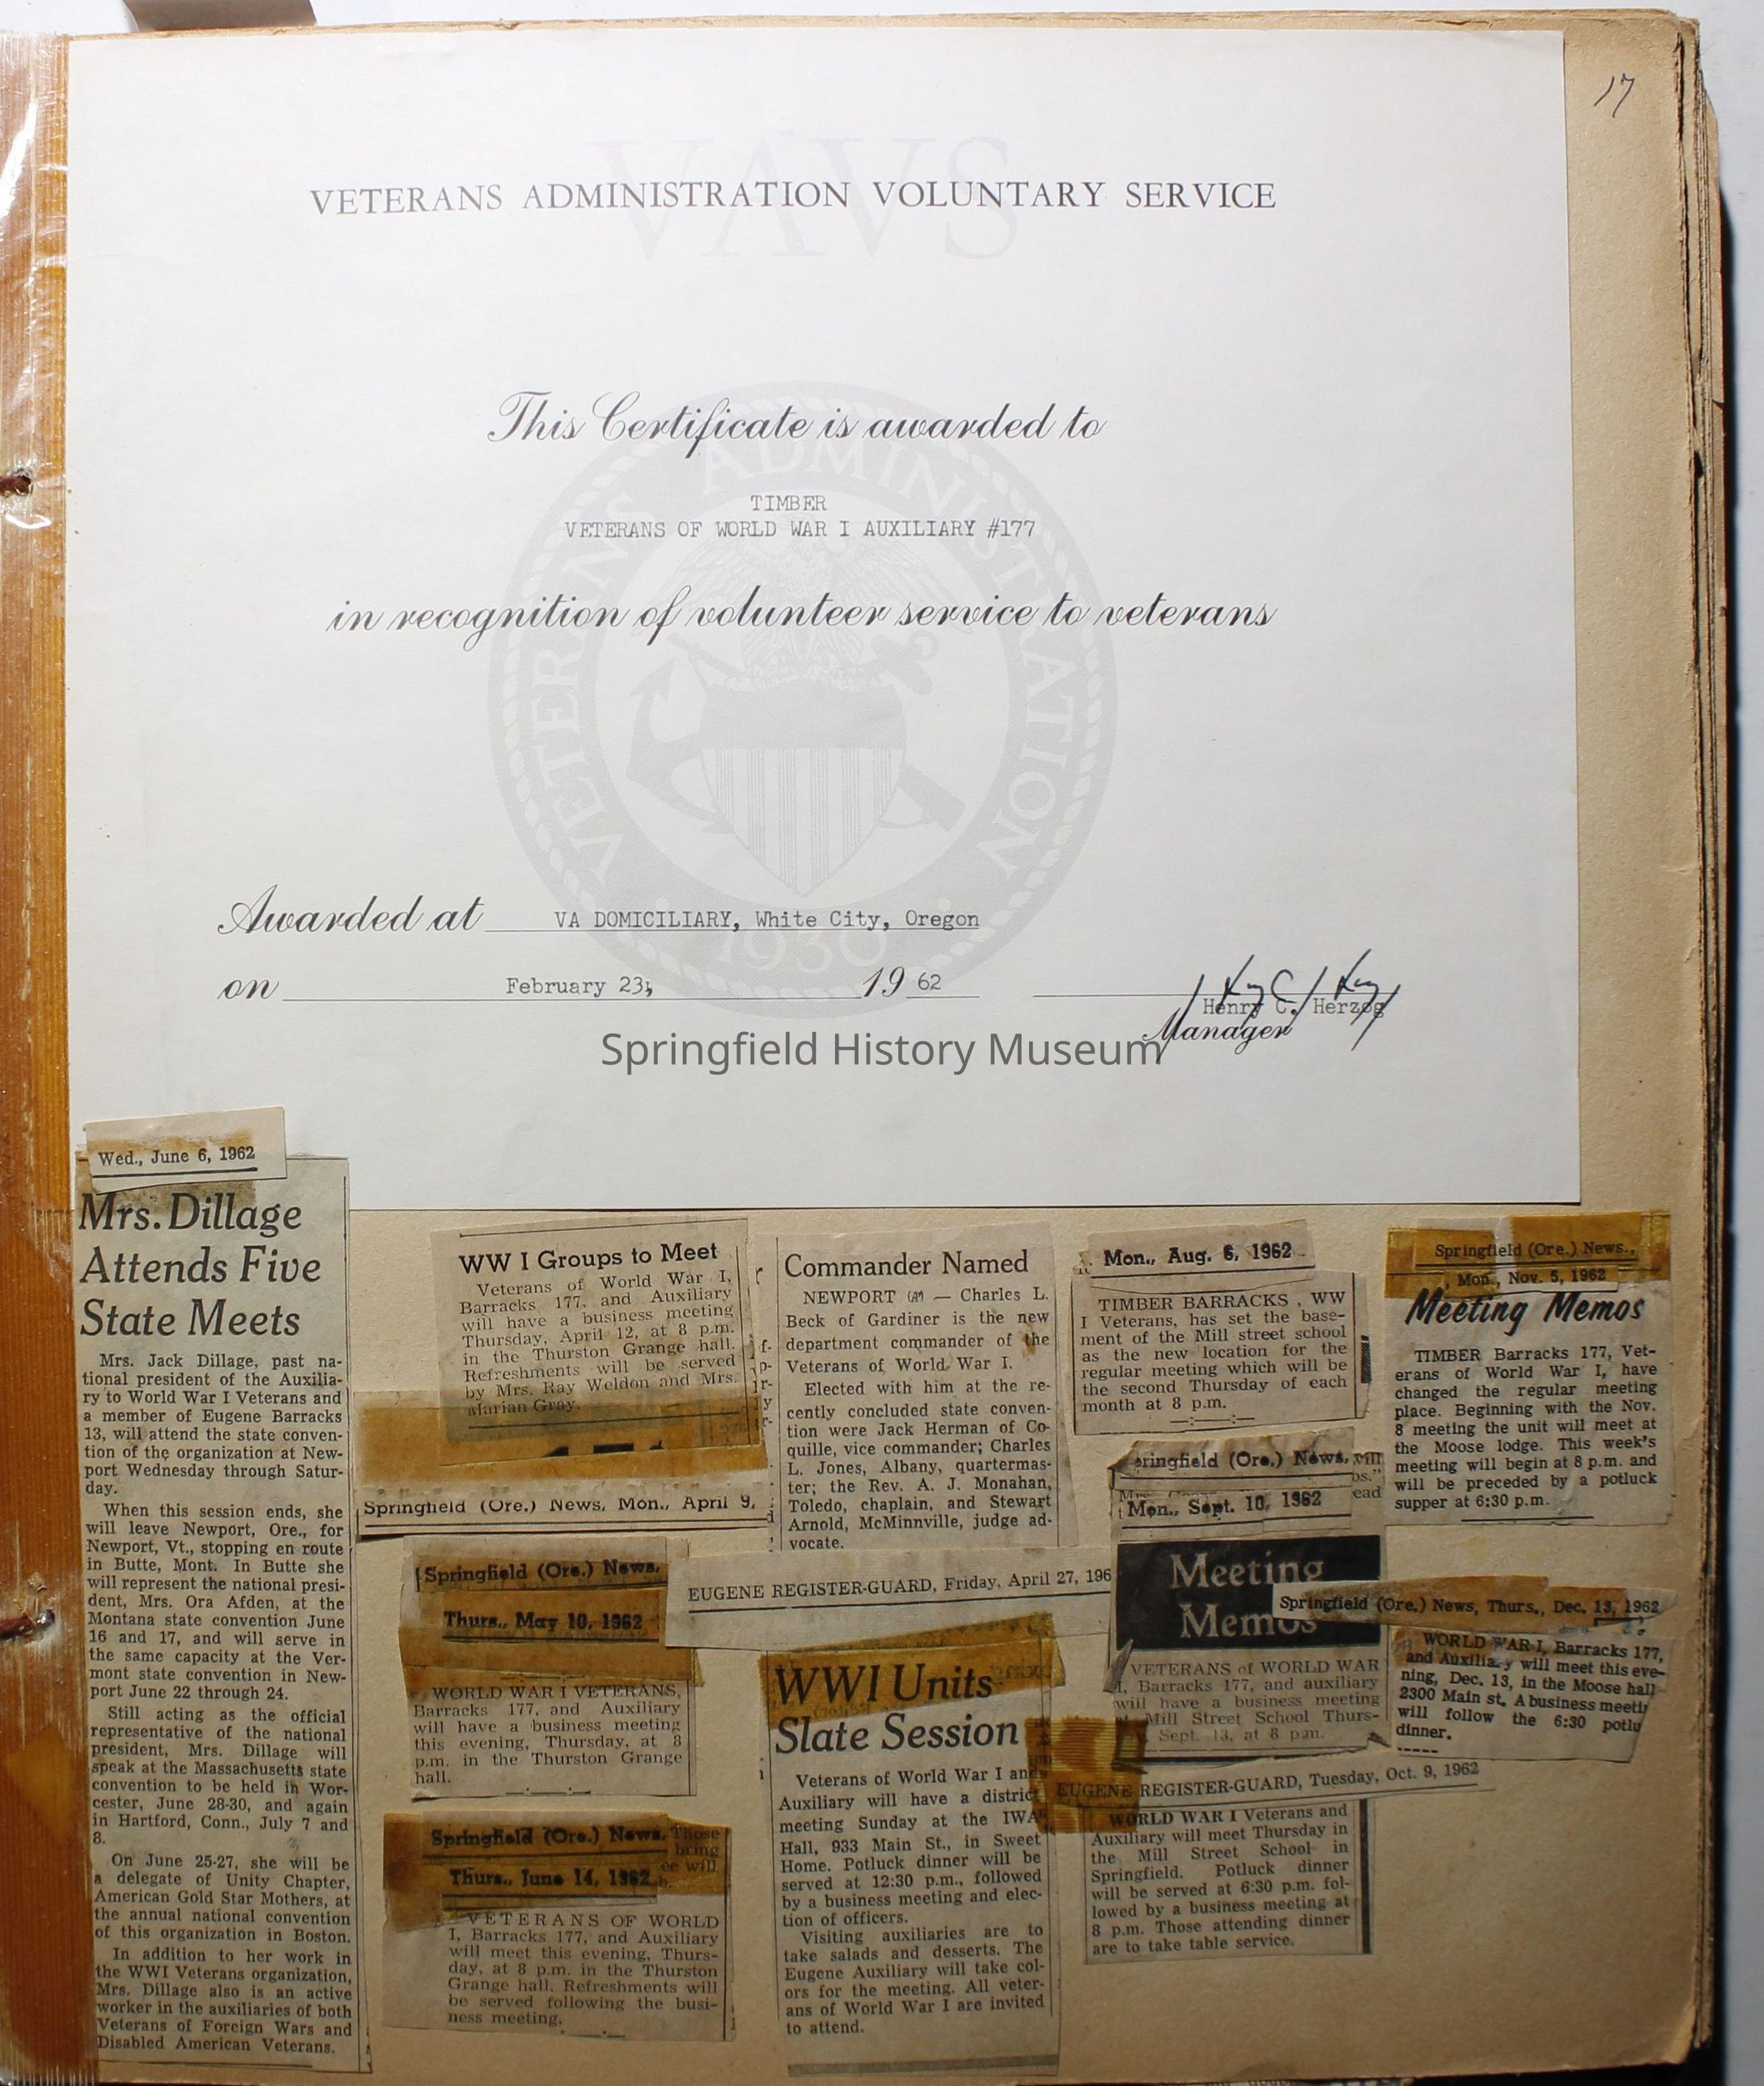 17
VAVS
VETERANS ADMINISTRATION VOLUNTARY SERVICE
This Certificate is awarded to
TIMBER
VETERANS OF WORLD WAR I AUXILIARY #177
in recognition of volunteer service to veterans
VETERANS ADMINISTRATION
1930
Awarded at VA DOMICILIARY, White City, Oregon
on February 23, 19 62
Henry C. Herzog
Manager
Springfield History Museum
Wed., June 6, 1962
Mrs. Dillage
Attends Five
State Meets
Mrs. Jack Dillage, past na-
tional president of the Auxilia-
ry to World War I Veterans and
a member of Eugene Barracks
13, will attend the state conven-
tion of the organization at New-
port Wednesday through Satur-
day.
When this session ends, she
will leave Newport, Ore., for
Newport, Vt., stopping en route
in Butte, Mont. In Butte she
will represent the national presi-
dent, Mrs. Ora Afden, at the
Montana state convention June
16 and 17, and will serve in
the same capacity at the Ver-
mont state convention in New-
port June 22 through 24.
Still acting as the official
representative of the national
president, Mrs. Dillage will
speak at the Massachusetts state
convention to be held in Wor-
cester, June 28-30, and again
in Hartford, Conn., July 7 and
8.
On June 25-27, she will be
a delegate of Unity Chapter,
American Gold Star Mothers, at
the annual national convention
of this organization in Boston.
In addition to her work in
the WWI Veterans organization,
Mrs. Dillage also is an active
worker in the auxiliaries of both
Veterans of Foreign Wars and
Disabled American Veterans.
WW I Groups to Meet
Veterans of World War I,
Barracks 177, and Auxiliary
will have a business meeting
Thursday, April 12, at 8 p.m.
in the Thurston Grange hall.
Refreshments will be served
by Mrs. Ray Weldon and Mrs.
Marian Gray.
Springfield (Ore.) News, Mon., April 9,
Springfield (Ore.) News,
Thurs., May 10, 1962
WORLD WAR I VETERANS,
Barracks 177, and Auxiliary
will have a business meeting
this evening, Thursday, at 8
p.m. in the Thurston Grange
hall.
Springfield (Ore.) News,
Thurs., June 14, 1962
Those
bring
ee will
VETERANS OF WORLD
I, Barracks 177, and Auxiliary
will meet this evening, Thurs-
day, at 8 p.m. in the Thurston
Grange hall. Refreshments will
be served following the busi-
ness meeting.
Commander Named
NEWPORT (AP) — Charles L.
Beck of Gardiner is the new
department commander of the
Veterans of World War I.
Elected with him at the re-
cently concluded state conven-
tion were Jack Herman of Co-
quille, vice commander; Charles
L. Jones, Albany, quartermas-
ter; the Rev. A. J. Monahan,
Toledo, chaplain, and Stewart
Arnold, McMinnville, judge ad-
vocate.
EUGENE REGISTER-GUARD, Friday, April 27, 196
WWI Units
Slate Session
Veterans of World War I and
Auxiliary will have a district
meeting Sunday at the IWA
Hall, 933 Main St., in Sweet
Home. Potluck dinner will be
served at 12:30 p.m., followed
by a business meeting and elec-
tion of officers.
Visiting auxiliaries are to
take salads and desserts. The
Eugene Auxiliary will take col-
ors for the meeting. All veter-
ans of World War I are invited
to attend.
Mon., Aug. 6, 1962
TIMBER BARRACKS, WW
I Veterans, has set the base-
ment of the Mill street school
as the new location for the
regular meeting which will be
the second Thursday of each
month at 8 p.m.
pringfield (Ore.) News,
Mon., Sept. 10, 1962
Meeting
Memos
VETERANS of WORLD WAR
I, Barracks 177, and auxiliary
will have a business meeting
at Mill Street School Thurs-
Sept. 13, at 8 p.m.
EUGENE REGISTER-GUARD, Tuesday, Oct. 9, 1962
WORLD WAR I Veterans and
Auxiliary will meet Thursday in
the Mill Street School in
Springfield. Potluck dinner
will be served at 6:30 p.m. fol-
lowed by a business meeting at
8 p.m. Those attending dinner
are to take table service.
Springfield (Ore.) News,
Mon., Nov. 5, 1962
Meeting Memos
TIMBER Barracks 177, Vet-
erans of World War I, have
changed the regular meeting
place. Beginning with the Nov.
8 meeting the unit will meet at
the Moose lodge. This week's
meeting will begin at 8 p.m. and
will be preceded by a potluck
supper at 6:30 p.m.
Springfield (Ore.) News, Thurs., Dec. 13, 1962
WORLD WAR I, Barracks 177,
and Auxiliary will meet this eve-
ning, Dec. 13, in the Moose hall
2300 Main st. A business meetin
will follow the 6:30 potlu
dinner.